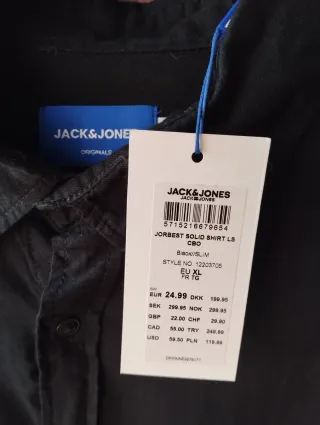 JACK&JONES
ORIGINALS
JACK&JONES
JACK&JONES
5715216679654
JORBEST SOLID SHIRT LS
CBO
Black//SLIM
STYLE NO. 12203705
EU XL
FR TG
EUR 24.99 DKK 199.95
SEK 299.95 NOK 299.95
GBP 22.00 CHF 39.90
CAD 55.00 TRY 249.99
USD 59.50 PLN 119.99